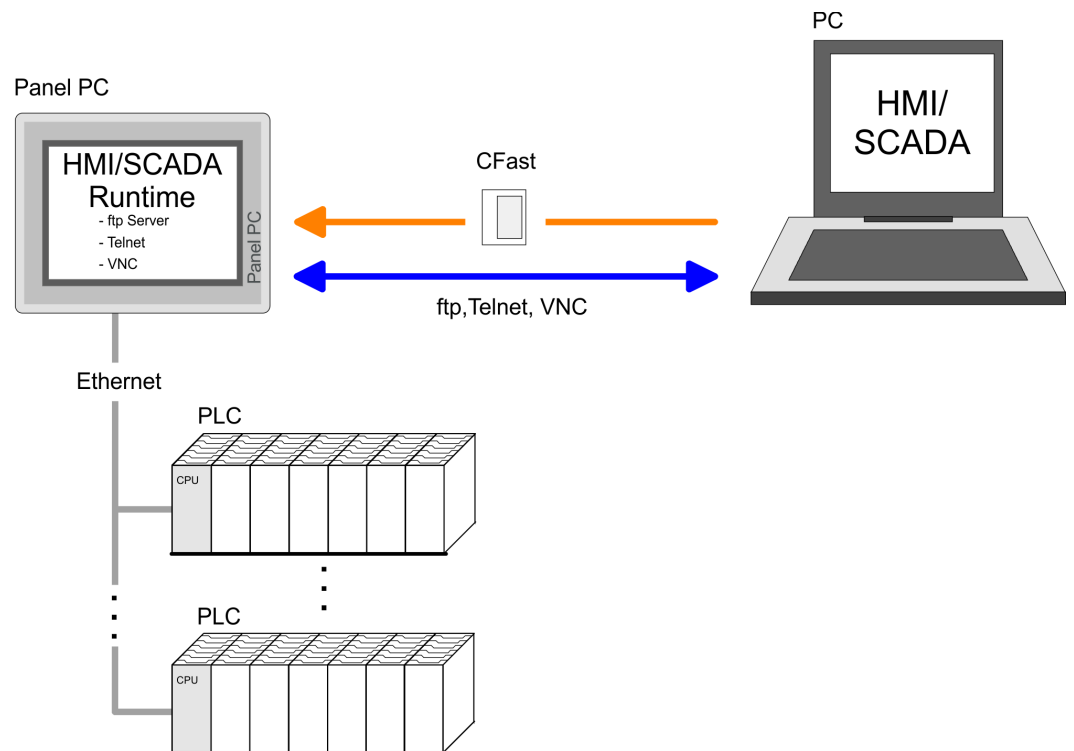 PC
Panel PC
HMI/SCADA
Runtime
- ftp Server
- Telnet
- VNC
Panel PC
CFast
HMI/
SCADA
ftp,Telnet, VNC
Ethernet
PLC
CPU
PLC
CPU